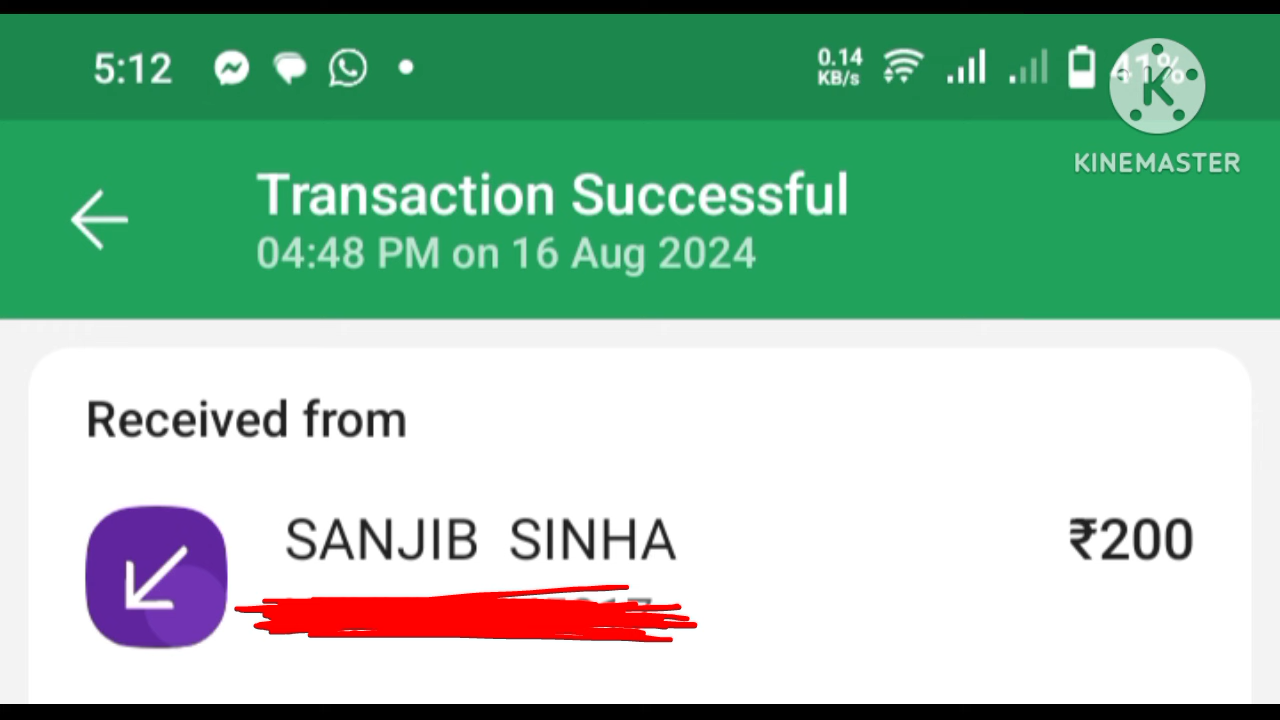 5:12
0.14
KB/s
41%
KINEMASTER
Transaction Successful
04:48 PM on 16 Aug 2024
Received from
SANJIB SINHA
₹200